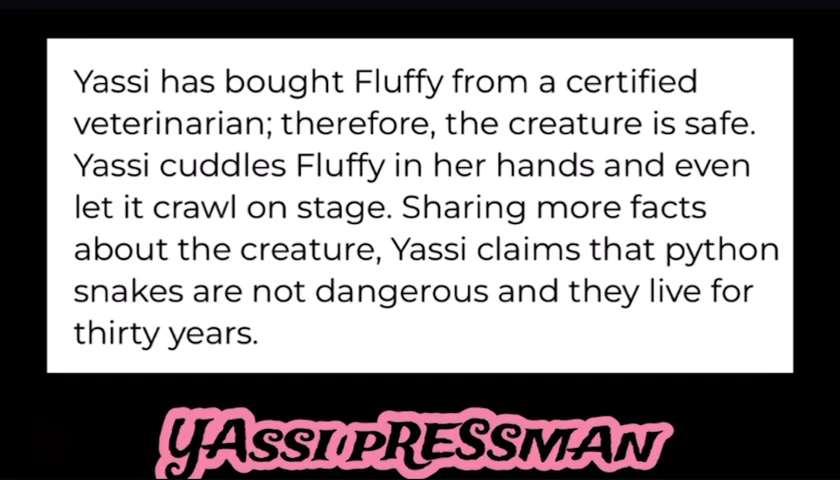 Yassi has bought Fluffy from a certified
veterinarian; therefore, the creature is safe.
Yassi cuddles Fluffy in her hands and even
let it crawl on stage. Sharing more facts
about the creature, Yassi claims that python
snakes are not dangerous and they live for
thirty years.
YASSI PRESSMAN